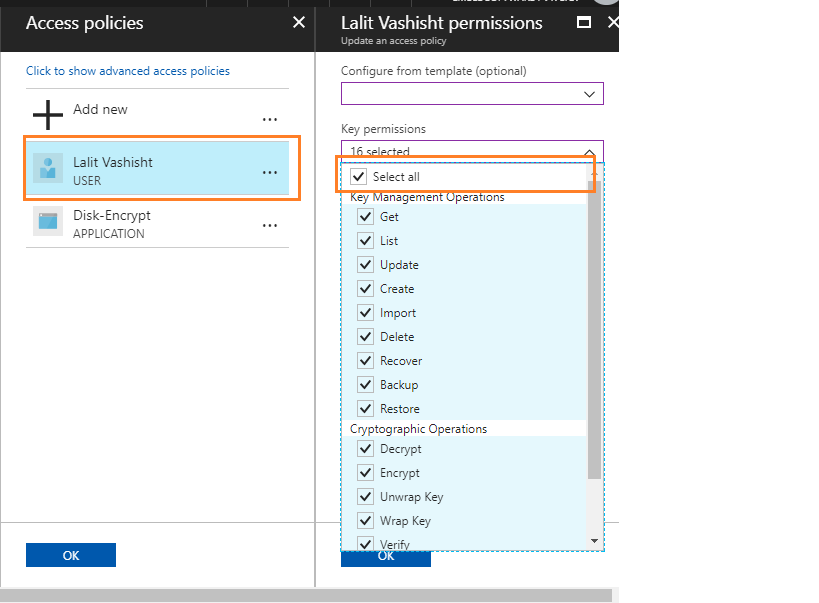 Access policies
Click to show advanced access policies
Add new
...
Lalit Vashisht
USER
...
Disk-Encrypt
APPLICATION
...
OK
Lalit Vashisht permissions
Update an access policy
Configure from template (optional)
Key permissions
16 selected
Select all
Key Management Operations
Get
List
Update
Create
Import
Delete
Recover
Backup
Restore
Cryptographic Operations
Decrypt
Encrypt
Unwrap Key
Wrap Key
Verify
OK